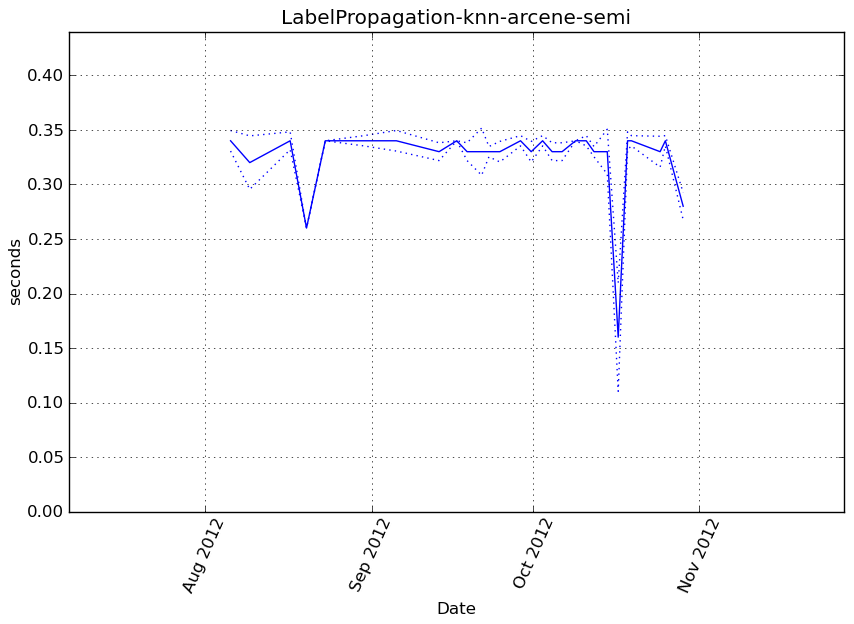 LabelPropagation-knn-arcene-semi
0.40
0.35
0.30
0.25
0.20
0.15
0.10
0.05
0.00
seconds
Aug 2012
Sep 2012
Oct 2012
Nov 2012
Date